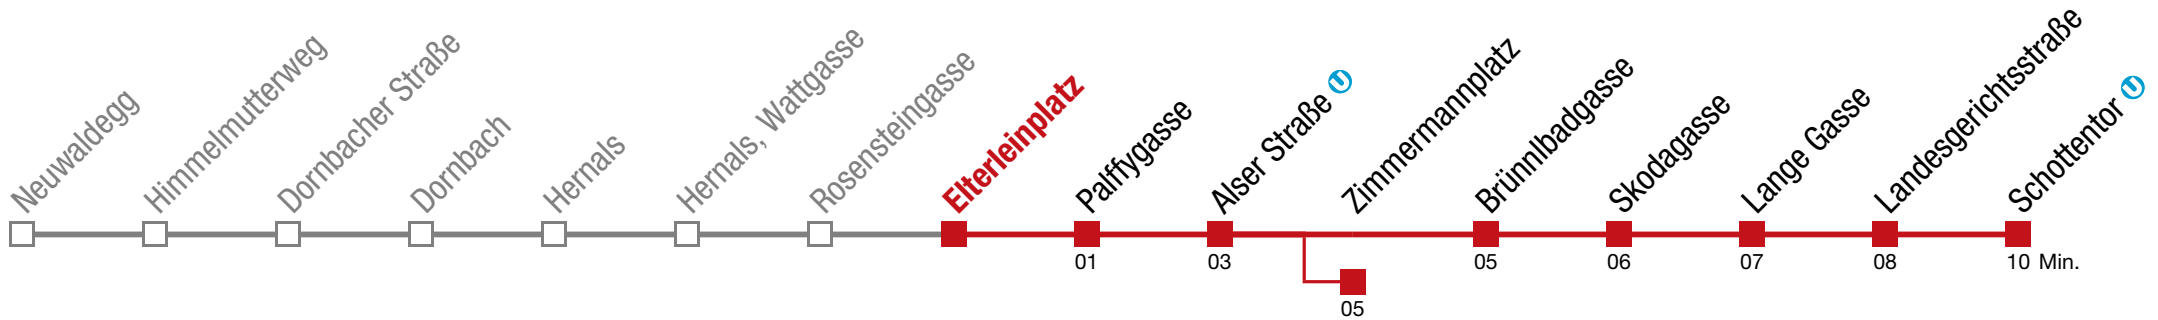 Neuwaldegg
Himmelmutterweg
Dornbacher Straße
Dornbach
Hernals
Hernals, Wattgasse
Rosensteingasse
Elterleinplatz
Palffygasse
Alser Straße U
Zimmermannplatz
Brünnlbadgasse
Skodagasse
Lange Gasse
Landesgerichtsstraße
Schottentor U
01
03
05
06
07
08
10 Min.
05